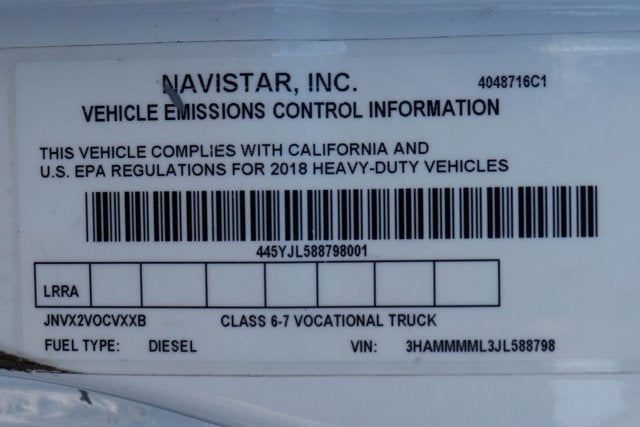 NAVISTAR, INC. 4048716C1
VEHICLE EMISSIONS CONTROL INFORMATION
THIS VEHICLE COMPLIES WITH CALIFORNIA AND
U.S. EPA REGULATIONS FOR 2018 HEAVY-DUTY VEHICLES
445YJL588798001
LRRA
JNVX2VOCVXXB CLASS 6-7 VOCATIONAL TRUCK
FUEL TYPE: DIESEL VIN: 3HAMMMML3JL588798